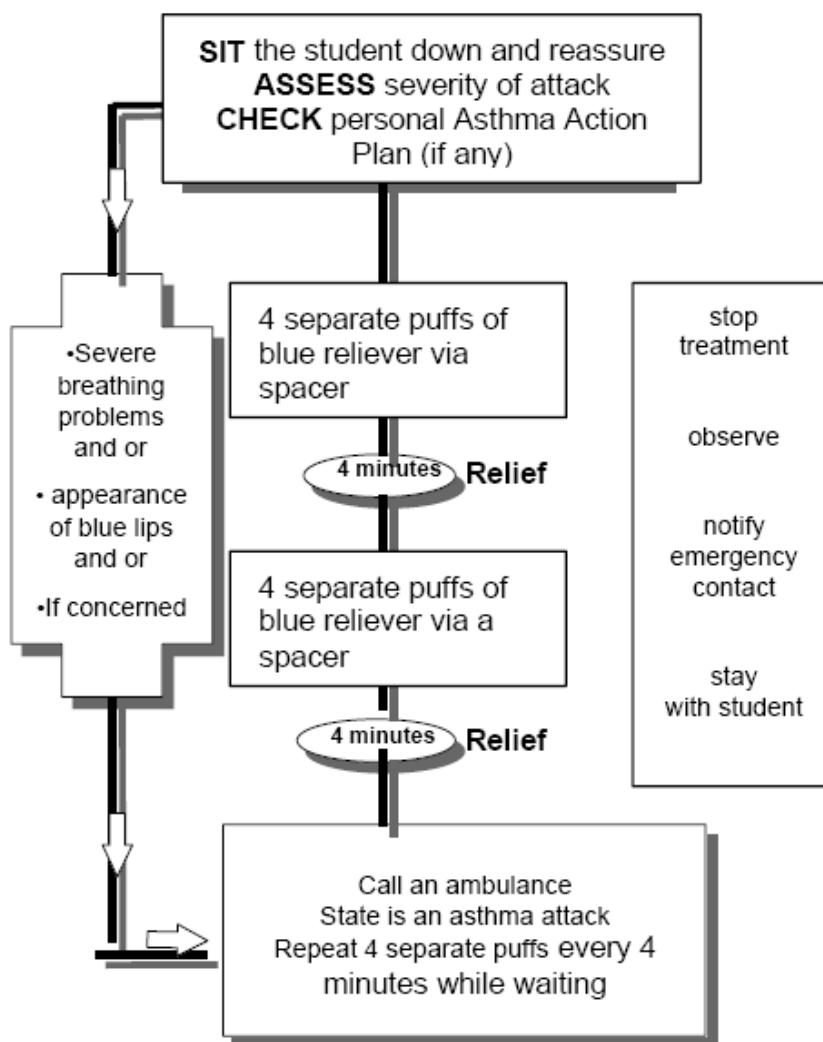 SIT the student down and reassure
ASSESS severity of attack
CHECK personal Asthma Action
Plan (if any)
•Severe
breathing
problems
and or
• appearance
of blue lips
and or
•If concerned
4 separate puffs of
blue reliever via
spacer
4 minutes Relief
4 separate puffs of
blue reliever via a
spacer
4 minutes Relief
stop
treatment
observe
notify
emergency
contact
stay
with student
Call an ambulance
State is an asthma attack
Repeat 4 separate puffs every 4
minutes while waiting